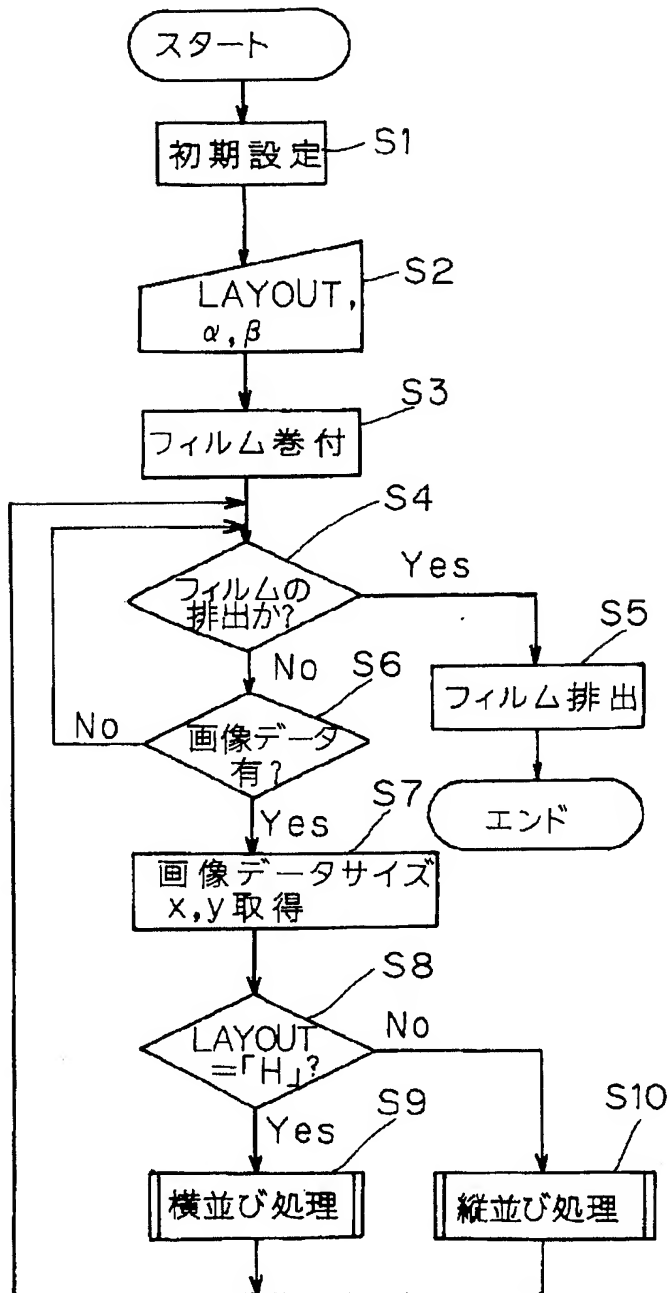 スタート
初期設定
S1
LAYOUT,
α, β
S2
フィルム巻付
S3
フィルムの
排出か?
S4
Yes
No
フィルム排出
S5
エンド
画像データ
有?
S6
No
Yes
画像データサイズ
x, y取得
S7
LAYOUT
=「H」?
S8
No
Yes
横並び処理
S9
縦並び処理
S10